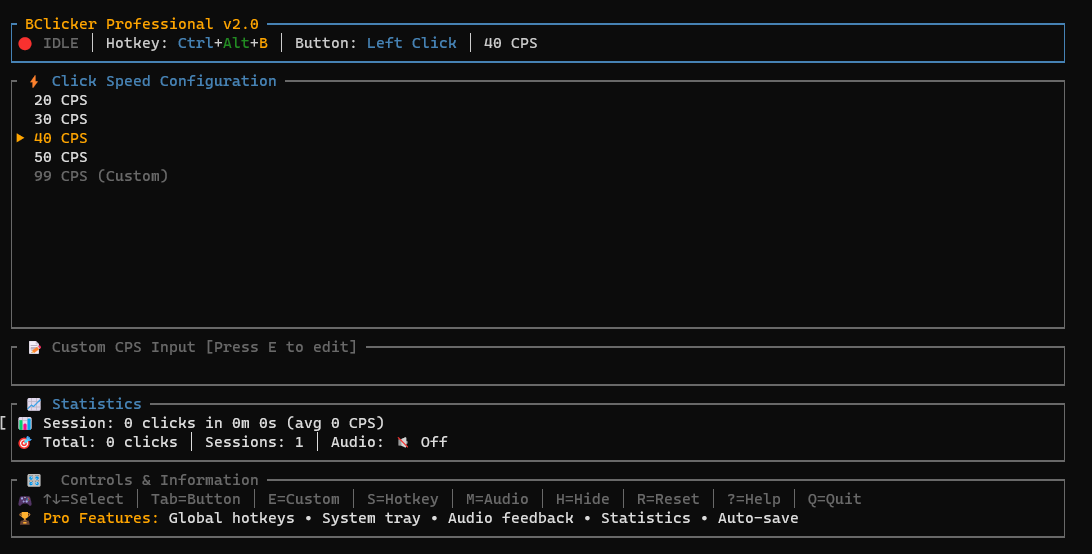 BClicker Professional v2.0
IDLE │ Hotkey: Ctrl+Alt+B │ Button: Left Click │ 40 CPS
Click Speed Configuration
20 CPS
30 CPS
▶ 40 CPS
50 CPS
99 CPS (Custom)
Custom CPS Input [Press E to edit]
Statistics
[ Session: 0 clicks in 0m 0s (avg 0 CPS)
Total: 0 clicks │ Sessions: 1 │ Audio: Off
Controls & Information
↑↓=Select │ Tab=Button │ E=Custom │ S=Hotkey │ M=Audio │ H=Hide │ R=Reset │ ?=Help │ Q=Quit
Pro Features: Global hotkeys • System tray • Audio feedback • Statistics • Auto-save